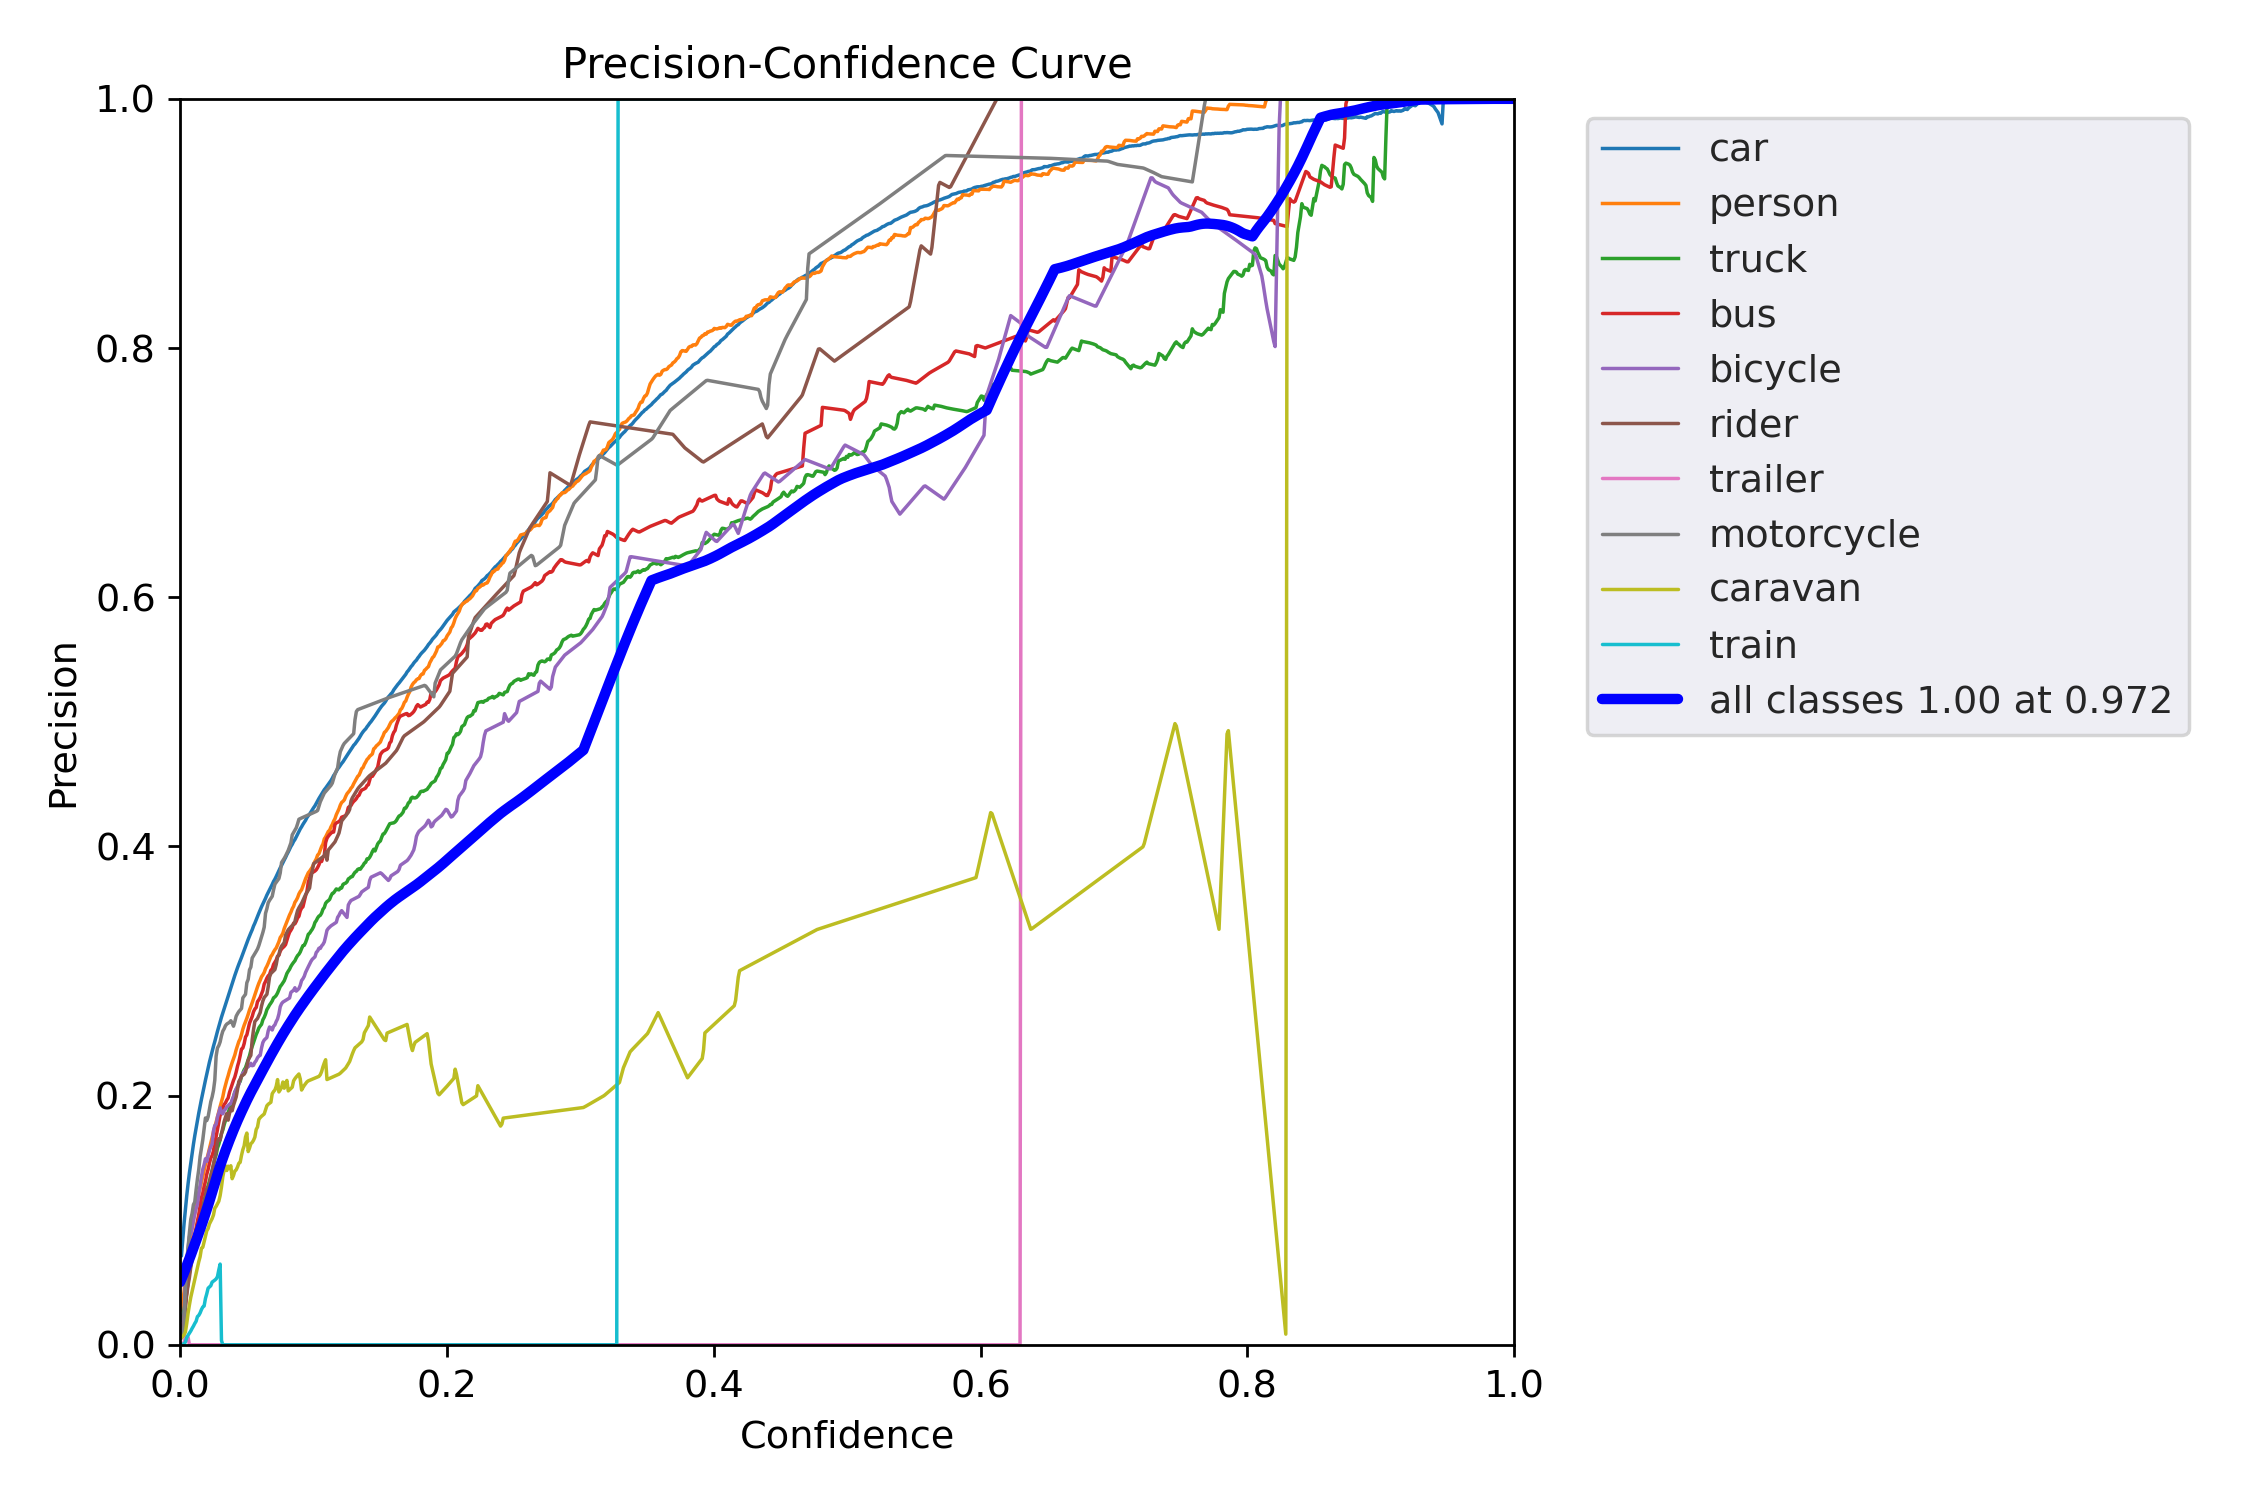 Precision-Confidence Curve
1.0
0.8
0.6
0.4
0.2
0.0
Precision
0.0 0.2 0.4 0.6 0.8 1.0
Confidence
car
person
truck
bus
bicycle
rider
trailer
motorcycle
caravan
train
all classes 1.00 at 0.972